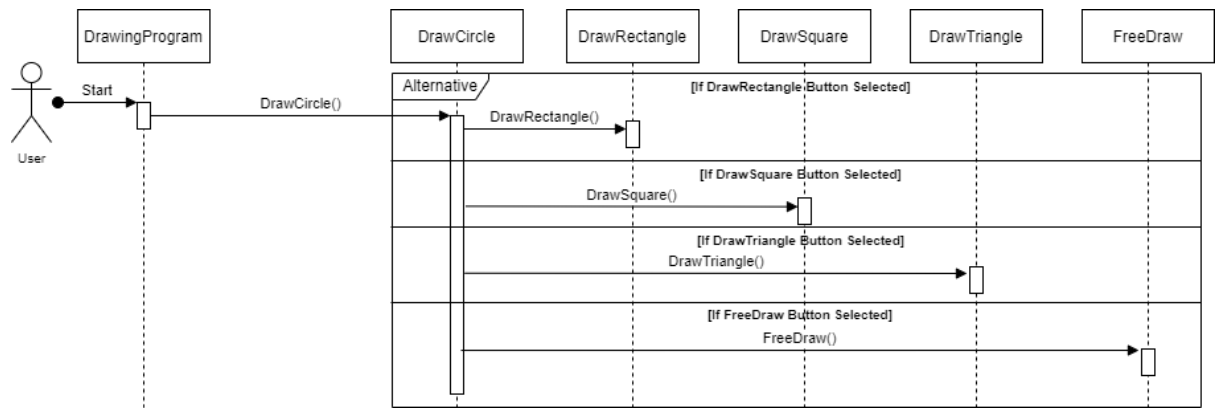 DrawingProgram
DrawCircle
DrawRectangle
DrawSquare
DrawTriangle
FreeDraw
Alternative
[If DrawRectangle Button Selected]
Start
DrawCircle()
DrawRectangle()
User
[If DrawSquare Button Selected]
DrawSquare()
[If DrawTriangle Button Selected]
DrawTriangle()
[If FreeDraw Button Selected]
FreeDraw()